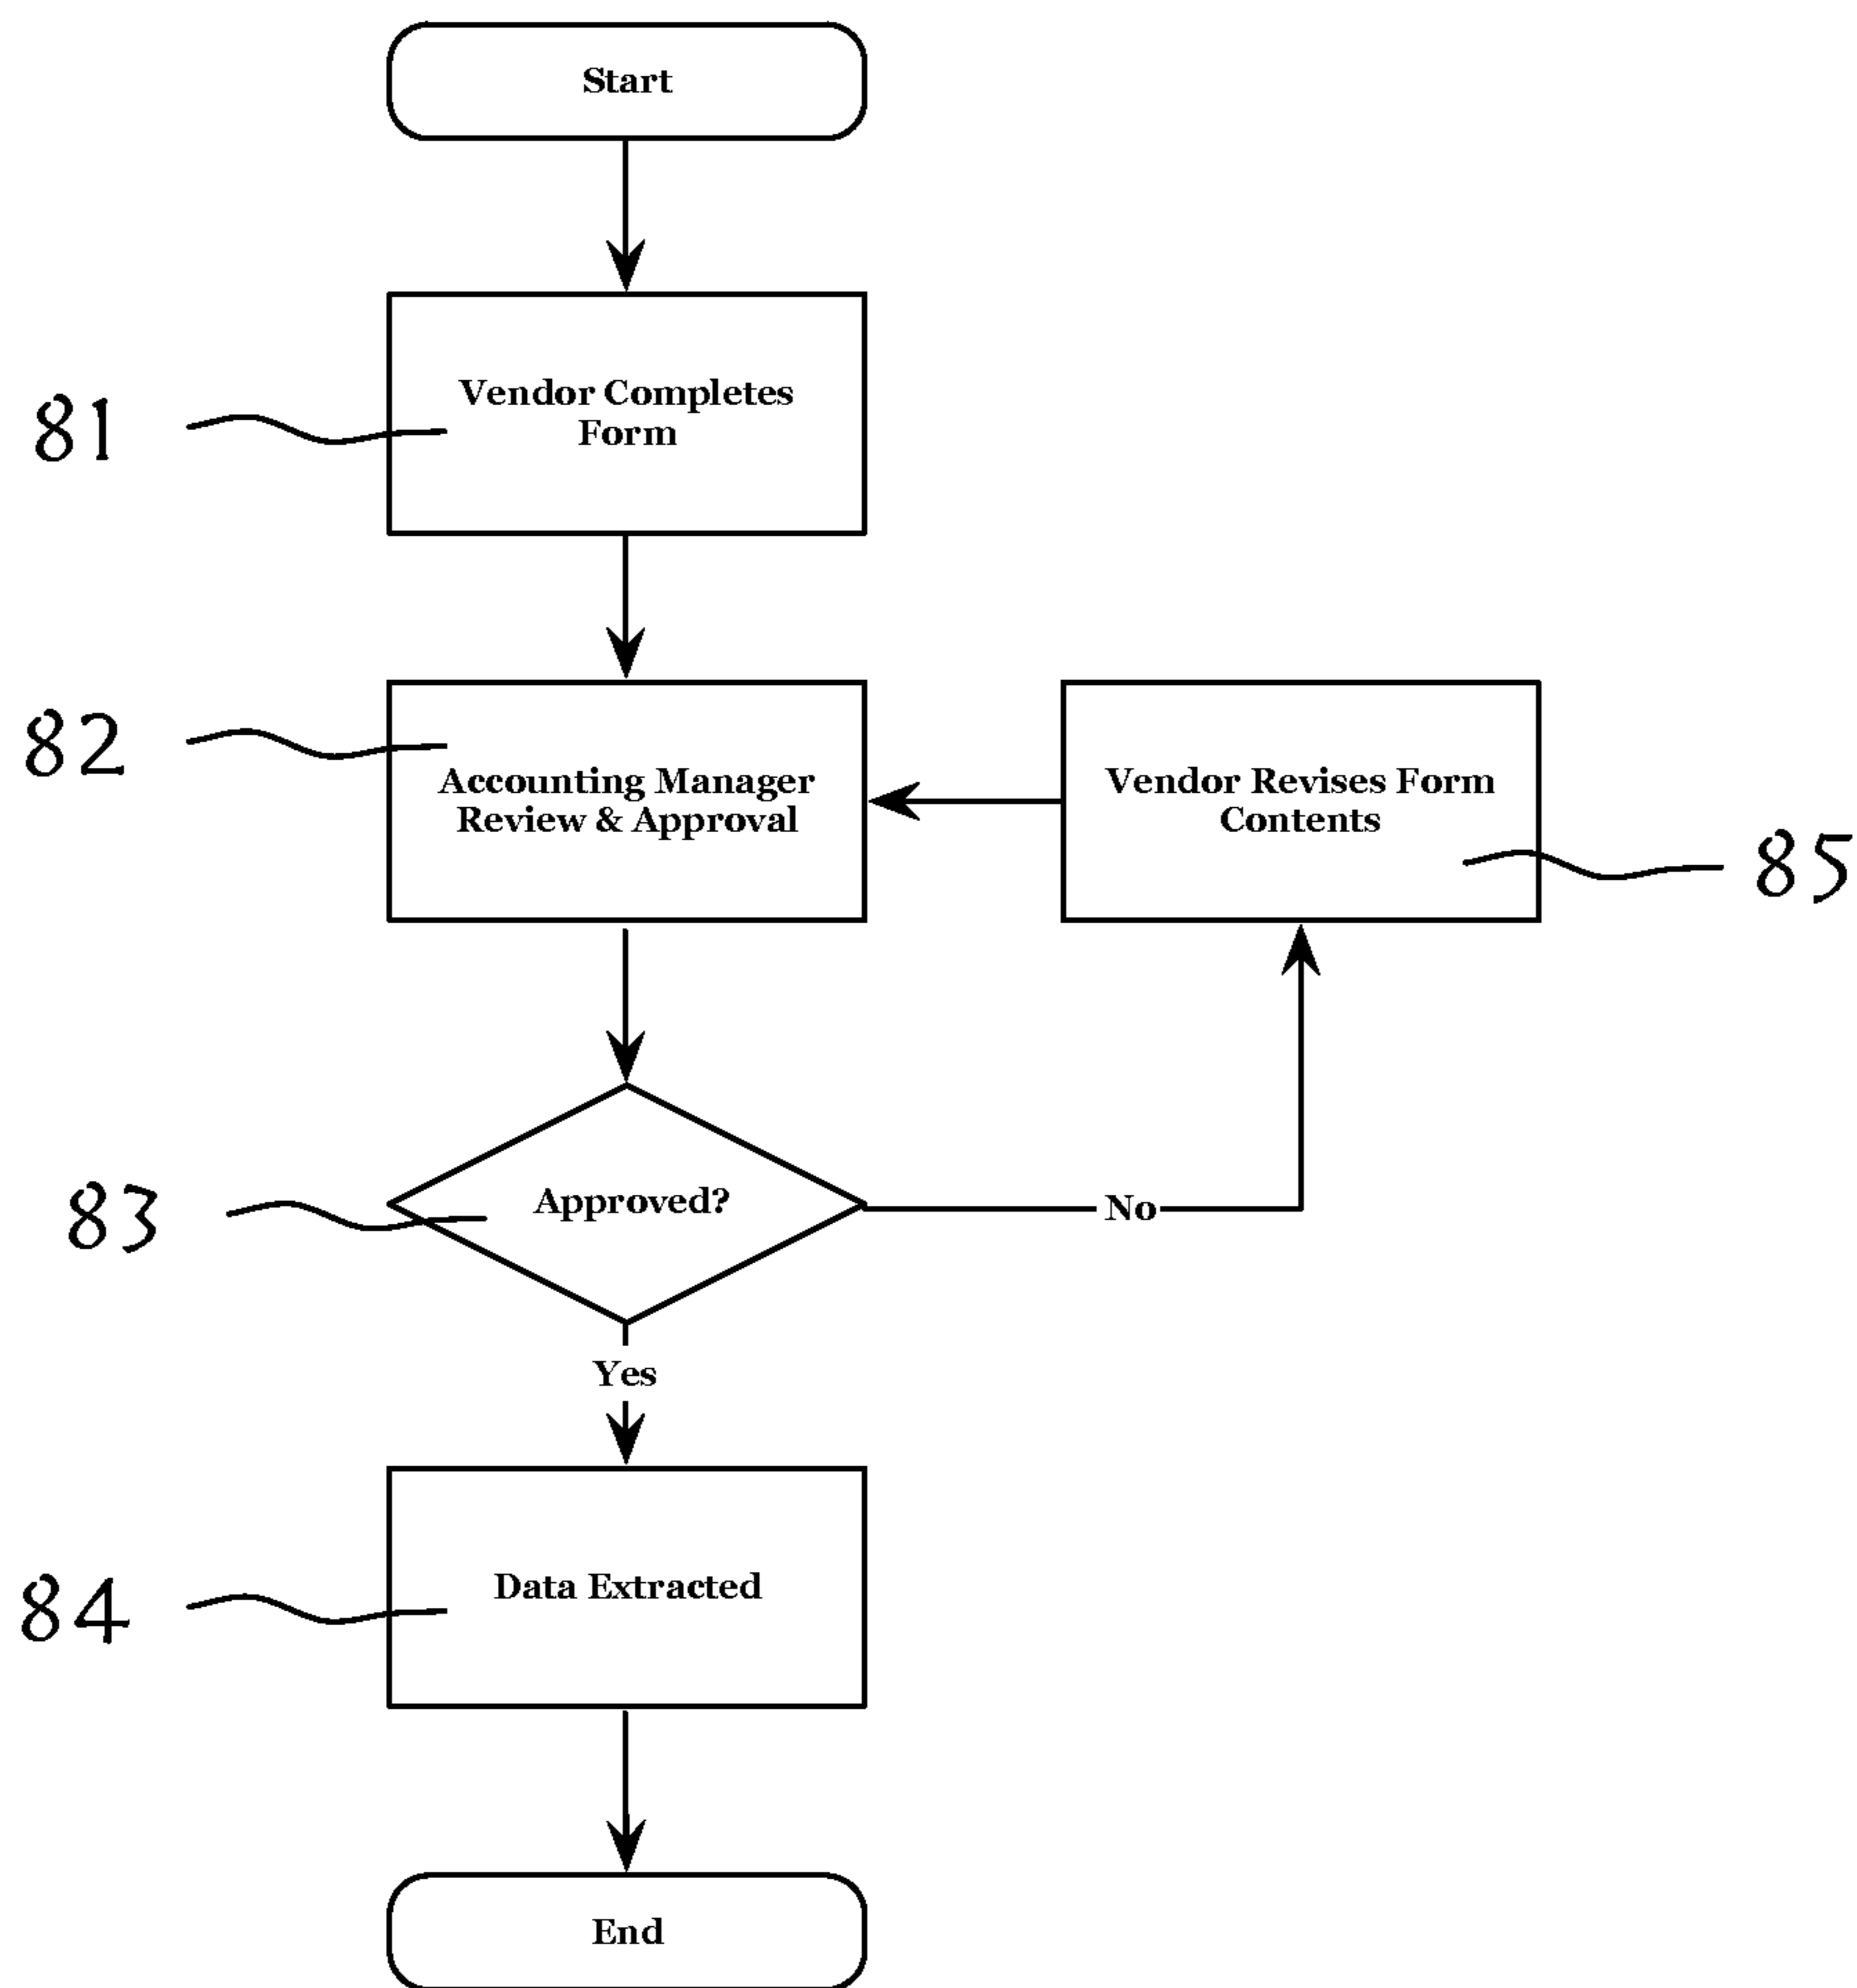 Start
81
Vendor Completes
Form
82
Accounting Manager
Review & Approval
Vendor Revises Form
Contents
85
83
Approved?
No
Yes
84
Data Extracted
End